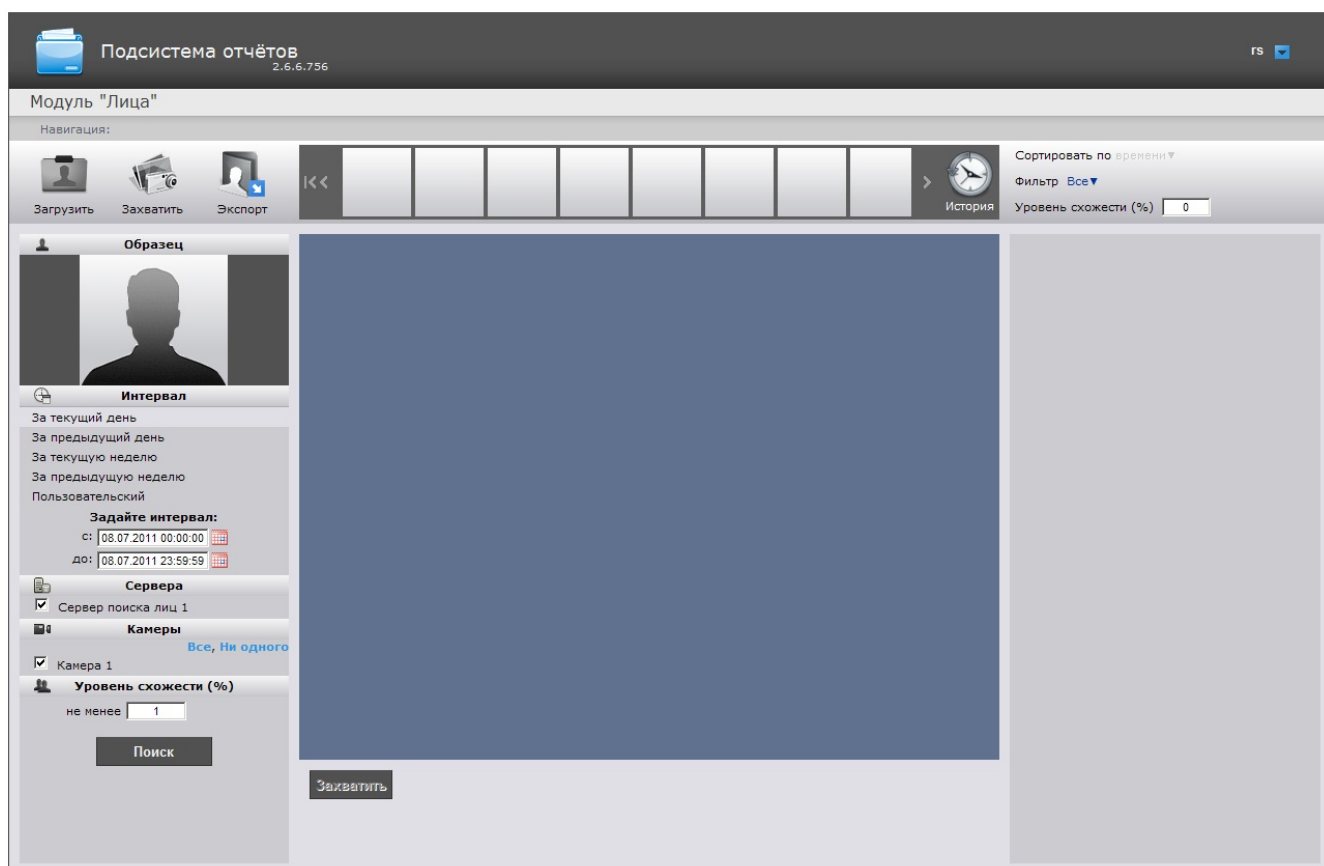 Подсистема отчётов
2.6.6.756
rs
Модуль "Лица"
Навигация:
Загрузить
Захватить
Экспорт
История
Сортировать по времени▼
Фильтр Все▼
Уровень схожести (%) 0
Образец
Интервал
За текущий день
За предыдущий день
За текущую неделю
За предыдущую неделю
Пользовательский
Задайте интервал:
с: 08.07.2011 00:00:00
до: 08.07.2011 23:59:59
Сервера
Сервер поиска лиц 1
Камеры
Все, Ни одного
Камера 1
Уровень схожести (%)
не менее 1
Поиск
Захватить